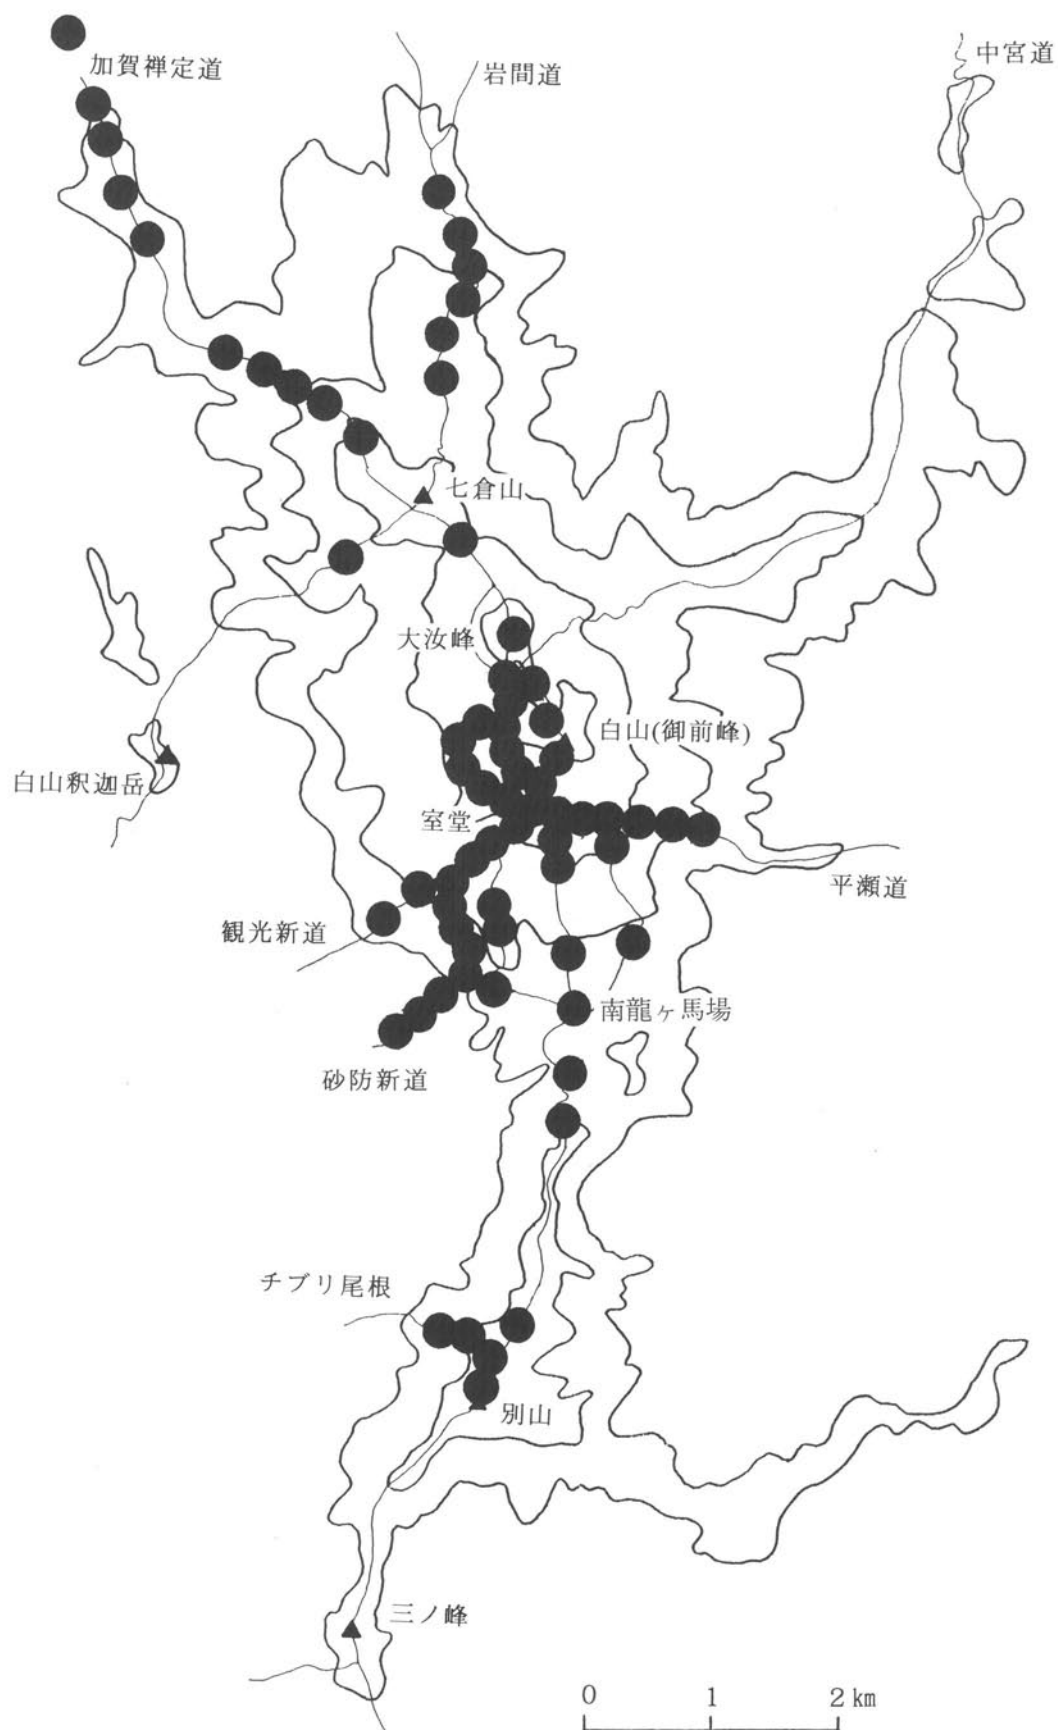 加賀禅定道
岩間道
中宮道
七倉山
大汝峰
白山(御前峰)
白山釈迦岳
室堂
平瀬道
観光新道
南龍ヶ馬場
砂防新道
チブリ尾根
別山
三ノ峰
0 1 2km